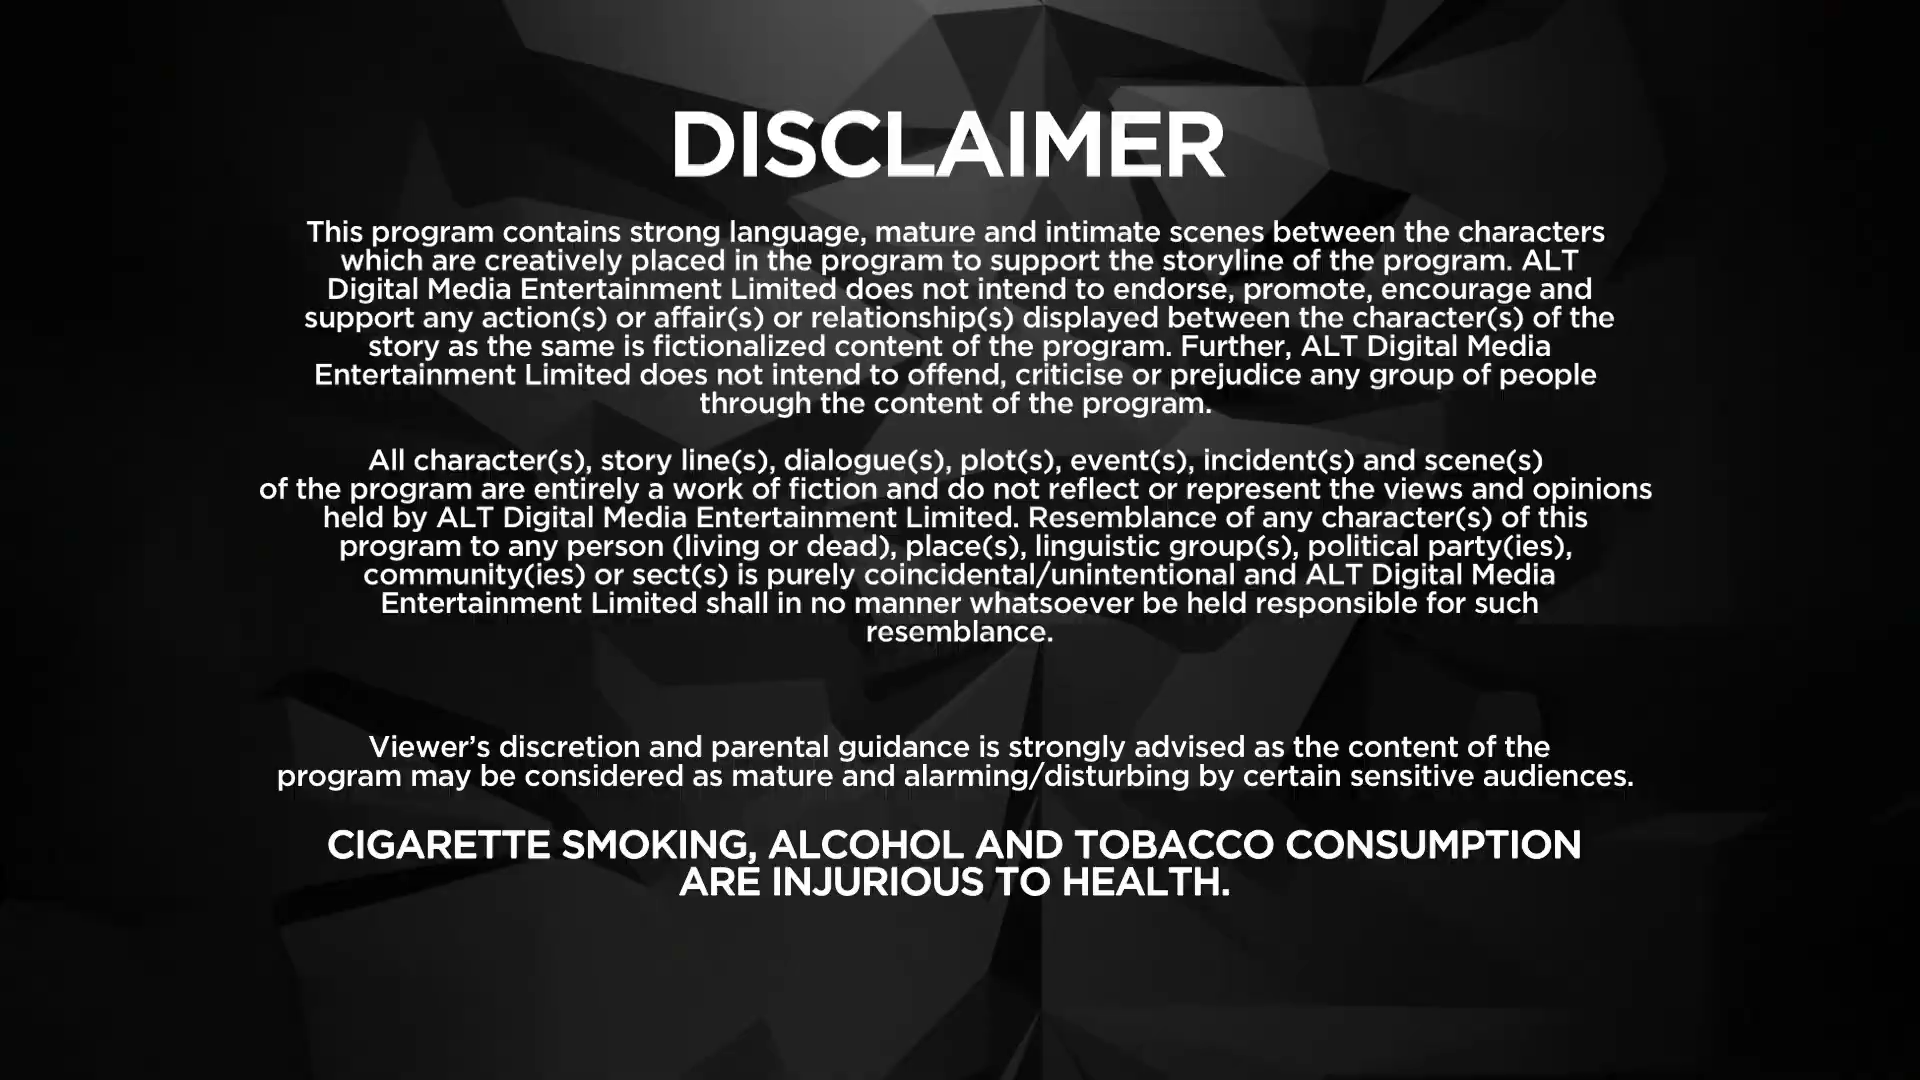 DISCLAIMER
This program contains strong language, mature and intimate scenes between the characters
which are creatively placed in the program to support the storyline of the program. ALT
Digital Media Entertainment Limited does not intend to endorse, promote, encourage and
support any action(s) or affair(s) or relationship(s) displayed between the character(s) of the
story as the same is fictionalized content of the program. Further, ALT Digital Media
Entertainment Limited does not intend to offend, criticise or prejudice any group of people
through the content of the program.
All character(s), story line(s), dialogue(s), plot(s), event(s), incident(s) and scene(s)
of the program are entirely a work of fiction and do not reflect or represent the views and opinions
held by ALT Digital Media Entertainment Limited. Resemblance of any character(s) of this
program to any person (living or dead), place(s), linguistic group(s), political party(ies),
community(ies) or sect(s) is purely coincidental/unintentional and ALT Digital Media
Entertainment Limited shall in no manner whatsoever be held responsible for such
resemblance.
Viewer’s discretion and parental guidance is strongly advised as the content of the
program may be considered as mature and alarming/disturbing by certain sensitive audiences.
CIGARETTE SMOKING, ALCOHOL AND TOBACCO CONSUMPTION
ARE INJURIOUS TO HEALTH.